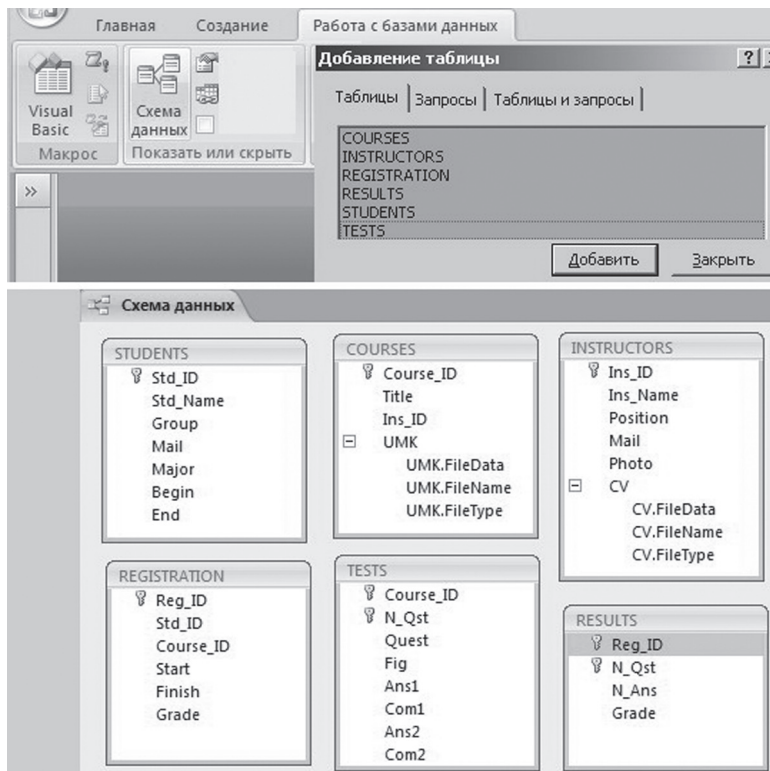 Главная Создание Работа с базами данных
Visual Basic
Схема данных
Макрос
Показать или скрыть
Добавление таблицы
Таблицы Запросы Таблицы и запросы
COURSES
INSTRUCTORS
REGISTRATION
RESULTS
STUDENTS
TESTS
Добавить Закрыть
Схема данных
STUDENTS
Std_ID
Std_Name
Group
Mail
Major
Begin
End
COURSES
Course_ID
Title
Ins_ID
UMK
UMK.FileData
UMK.FileName
UMK.FileType
INSTRUCTORS
Ins_ID
Ins_Name
Position
Mail
Photo
CV
CV.FileData
CV.FileName
CV.FileType
REGISTRATION
Reg_ID
Std_ID
Course_ID
Start
Finish
Grade
TESTS
Course_ID
N_Qst
Quest
Fig
Ans1
Com1
Ans2
Com2
RESULTS
Reg_ID
N_Qst
N_Ans
Grade